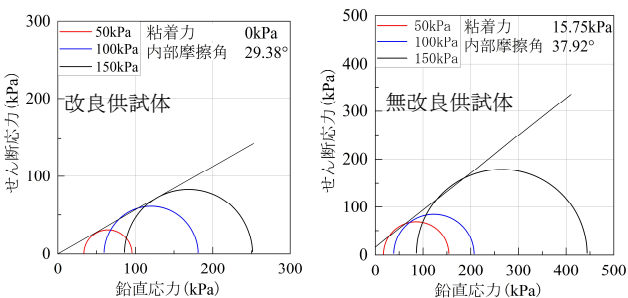 50kPa 粘着力 0kPa
100kPa 内部摩擦角 29.38°
150kPa
改良供試体
せん断応力(kPa)
300
200
100
0
0 100 200 300
鉛直応力(kPa)
50kPa 粘着力 15.75kPa
100kPa 内部摩擦角 37.92°
150kPa
無改良供試体
せん断応力(kPa)
500
400
300
200
100
0
0 100 200 300 400 500
鉛直応力(kPa)